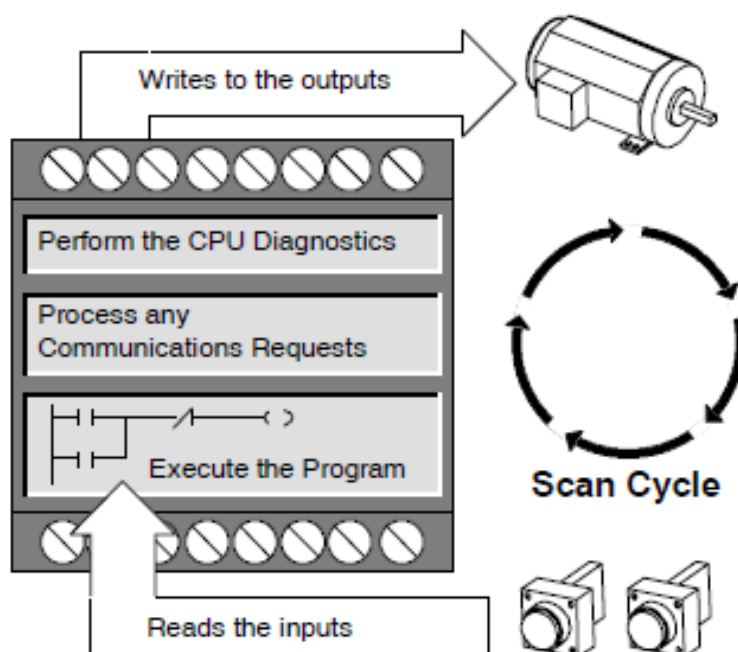 Writes to the outputs
Perform the CPU Diagnostics
Process any
Communications Requests
Execute the Program
Scan Cycle
Reads the inputs